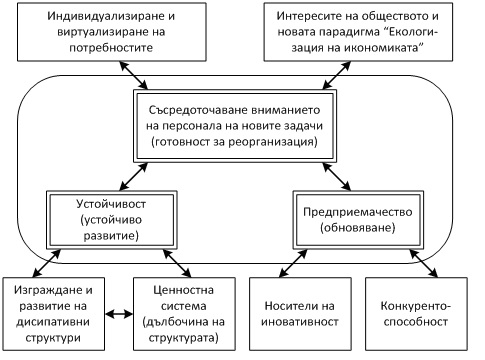 Индивидуализиране и
виртуализиране на
потребностите
Интересите на обществото и
новата парадигма “Екологи-
зация на икономиката”
Съсредоточаване вниманието
на персонала на новите задачи
(готовност за реорганизация)
Устойчивост
(устойчиво
развитие)
Предприемачество
(обновяване)
Изграждане и
развитие на
дисипативни
структури
Ценностна
система
(дълбочина на
структурата)
Носители на
иновативност
Конкуренто-
способност